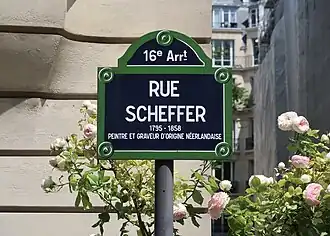 16e Arrt
RUE
SCHEFFER
1795 - 1858
PEINTRE ET GRAVEUR D'ORIGINE NÉERLANDAISE